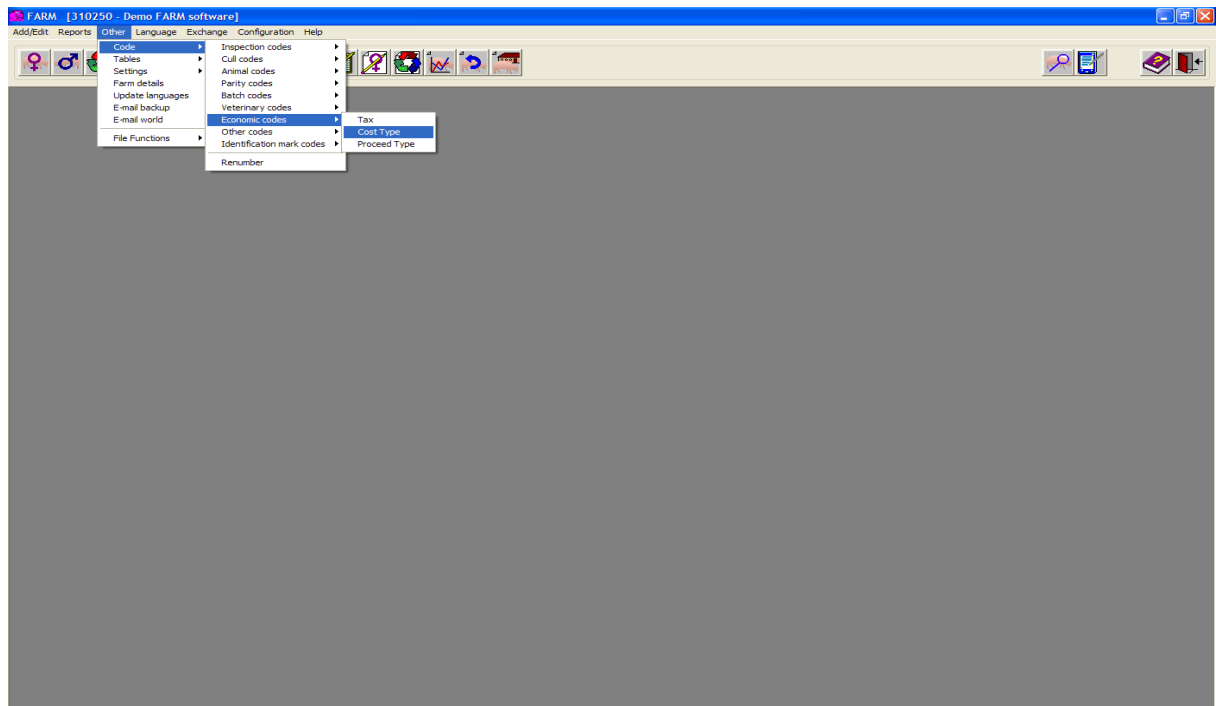 FARM [310250 - Demo FARM software]
Add/Edit Reports Other Language Exchange Configuration Help
Code
Tables
Settings
Farm details
Update languages
E-mail backup
E-mail world
File Functions
Inspection codes
Cull codes
Animal codes
Parity codes
Batch codes
Veterinary codes
Economic codes
Other codes
Identification mark codes
Renumber
Tax
Cost Type
Proceed Type